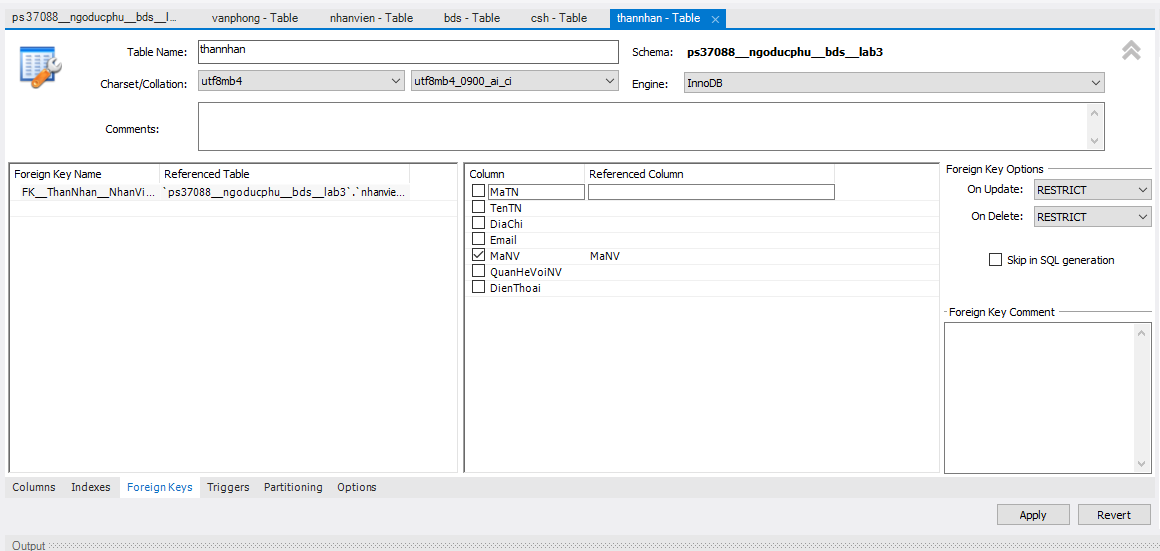 ps37088__ngoducphu__bds__l... vanphong - Table nhanvien - Table bds - Table csh - Table thannhan - Table
Table Name: thannhan Schema: ps37088__ngoducphu__bds__lab3
Charset/Collation: utf8mb4 utf8mb4_0900_ai_ci Engine: InnoDB
Comments:
Foreign Key Name Referenced Table
FK__ThanNhan__NhanVi... `ps37088__ngoducphu__bds__lab3`.`nhanvie...
Column Referenced Column
MaTN
TenTN
DiaChi
Email
MaNV MaNV
QuanHeVoiNV
DienThoai
Foreign Key Options
On Update: RESTRICT
On Delete: RESTRICT
Skip in SQL generation
Foreign Key Comment
Columns Indexes Foreign Keys Triggers Partitioning Options
Apply Revert
Output